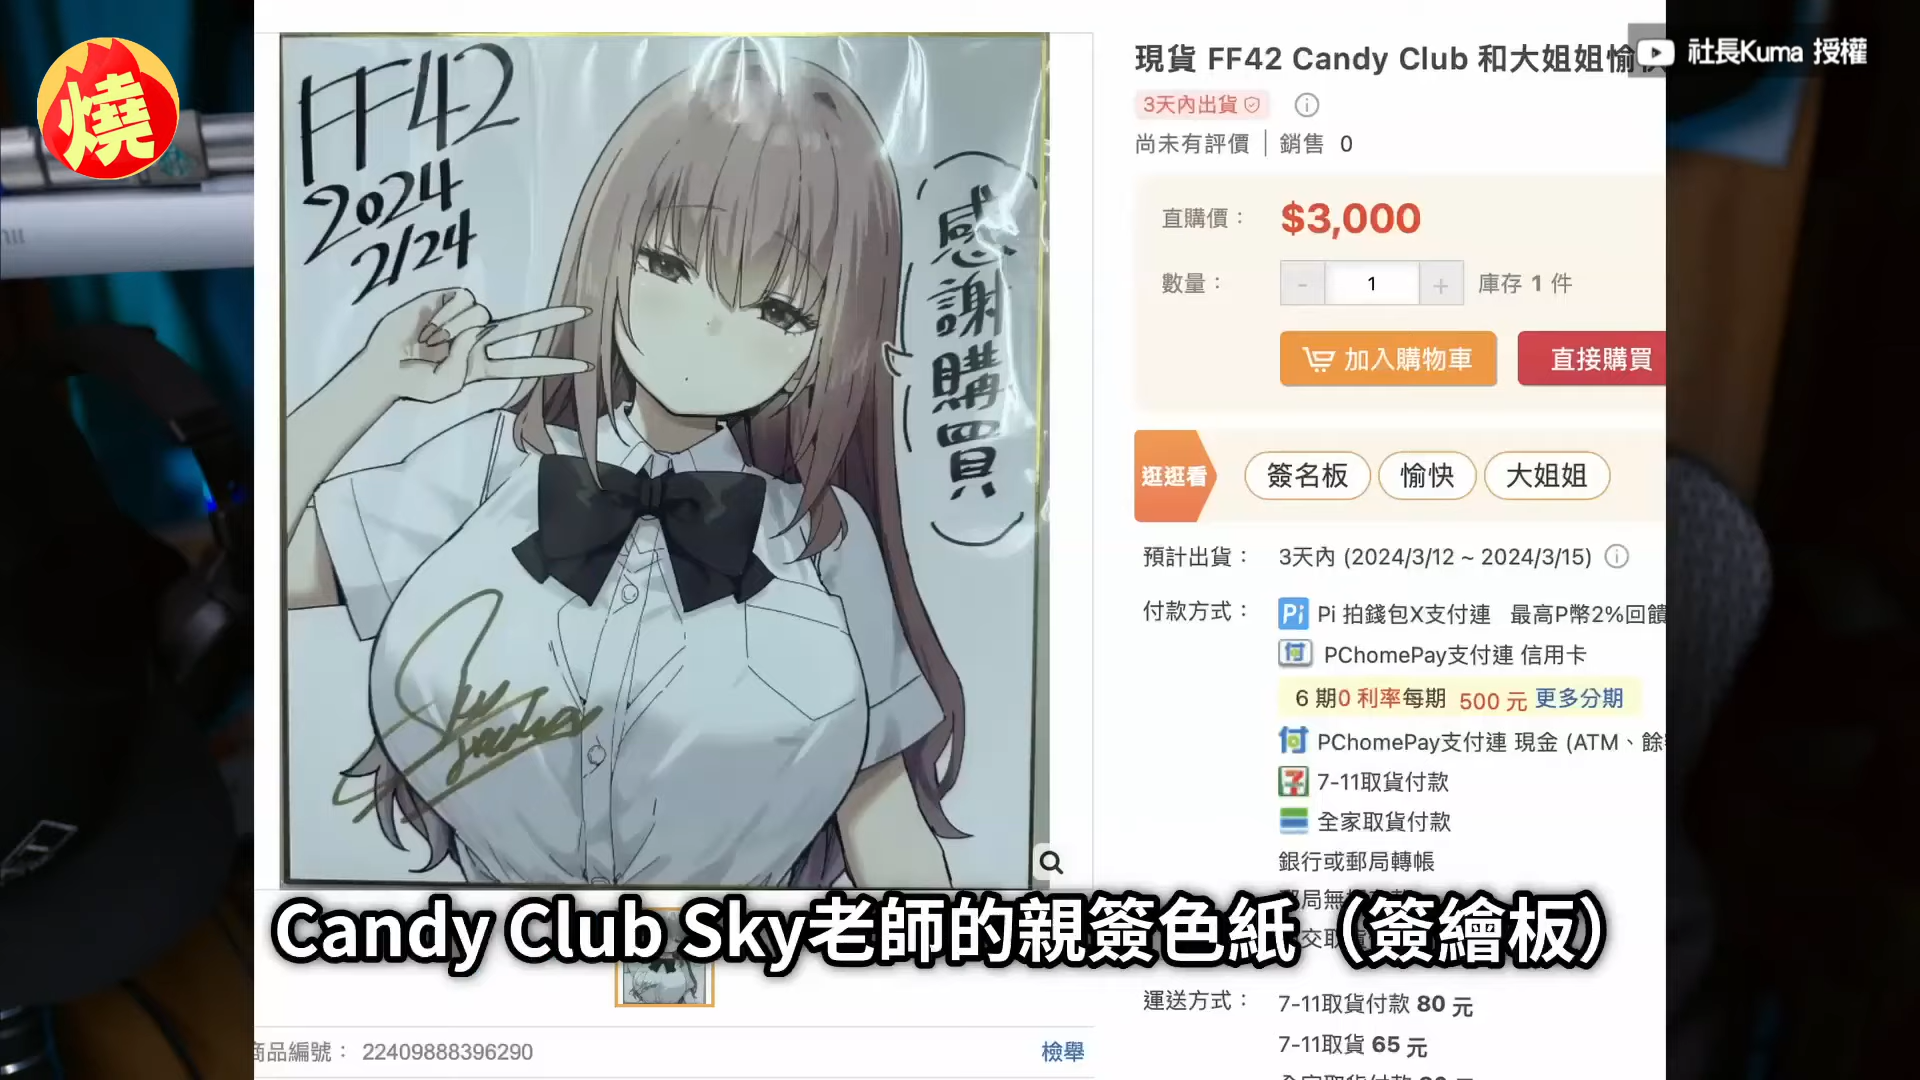 燒
FF42
2024
2/24
感謝購買
現貨 FF42 Candy Club 和大姐姐愉
社長Kuma 授權
3天內出貨
尚未有評價 | 銷售 0
直購價： $3,000
數量： - 1 + 庫存 1 件
加入購物車 直接購買
逛逛看 簽名板 愉快 大姐姐
預計出貨： 3天內 (2024/3/12 ~ 2024/3/15)
付款方式： Pi 拍錢包X支付連 最高P幣2%回饋
PChomePay支付連 信用卡
6 期0 利率每期 500 元 更多分期
PChomePay支付連 現金 (ATM、餘
7-11取貨付款
全家取貨付款
銀行或郵局轉帳
Candy Club Sky老師的親簽色紙（簽繪板）
運送方式： 7-11取貨付款 80 元
7-11取貨 65 元
商品編號： 22409888396290 檢舉